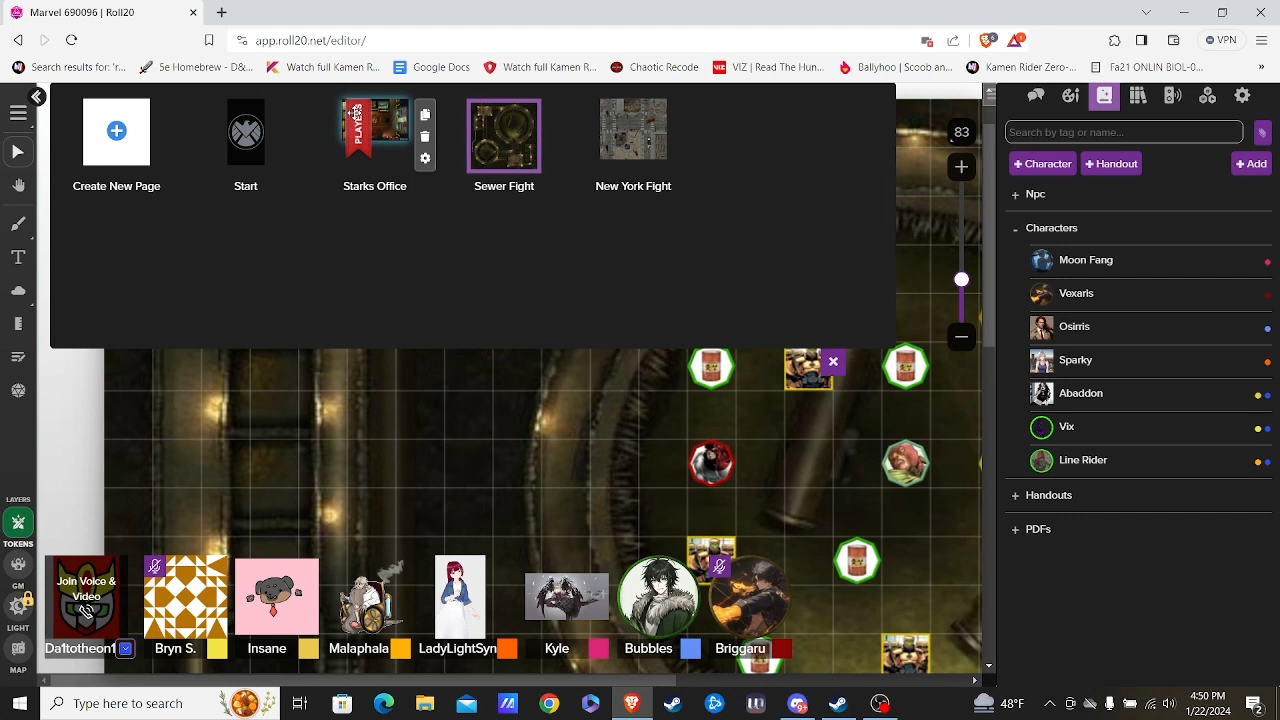 Marvel 690096 | Roll20
app.roll20.net/editor/
VPN
Search results for: 'r...
5e Homebrew - D&...
Watch full Kamen R...
Google Docs
Watch full Kamen R...
Chaotic Recode
VIZ | Read The Hun...
Ballyhoo | Scooby an...
Kamen Rider Zero-...
Fa21 ONLIN BIOL-0...
PLAYERS
Create New Page
Start
Starks Office
Sewer Fight
New York Fight
83
Search by tag or name...
+ Character
+ Handout
+ Add
+ Npc
- Characters
Moon Fang
Vexaris
Osiris
Sparky
Abaddon
Vix
Line Rider
+ Handouts
+ PDFs
LAYERS
TOKENS
GM
LIGHT
MAP
Join Voice &
Video
Bryn S.
Insane
Malaphala
LadyLightSyn
Kyle
Bubbles
Briggaru
Type here to search
9+
48°F
4:50 PM
1/22/2024